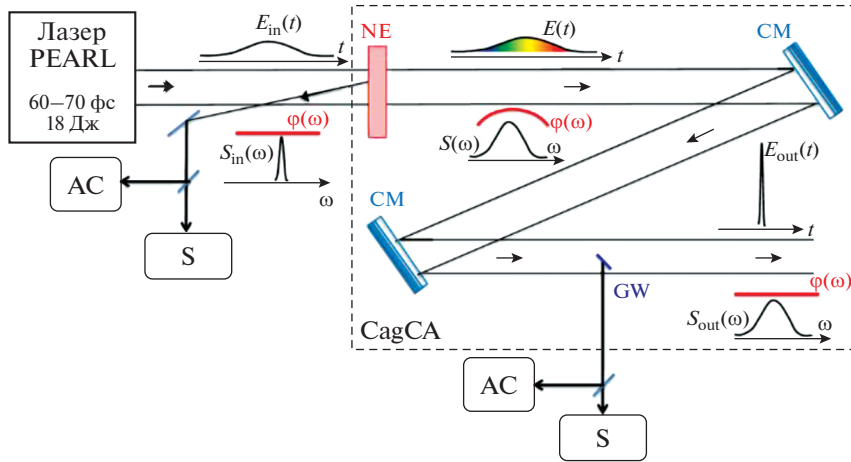 Лазер
PEARL
60–70 фс
18 Дж
E_in(t)
t
NE
E(t)
t
CM
φ(ω)
S_in(ω)
ω
φ(ω)
S(ω)
ω
E_out(t)
t
AC
S
CM
GW
φ(ω)
S_out(ω)
ω
CagCA
AC
S